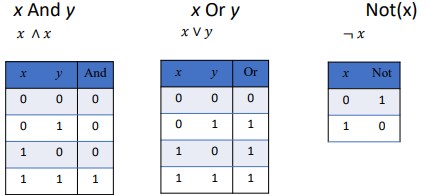 x And y x Or y Not(x)
x ∧ x x ∨ y ¬ x
x y And x y Or x Not
0 0 0 0 0 0 0 1
0 1 0 0 1 1 1 0
1 0 0 1 0 1
1 1 1 1 1 1